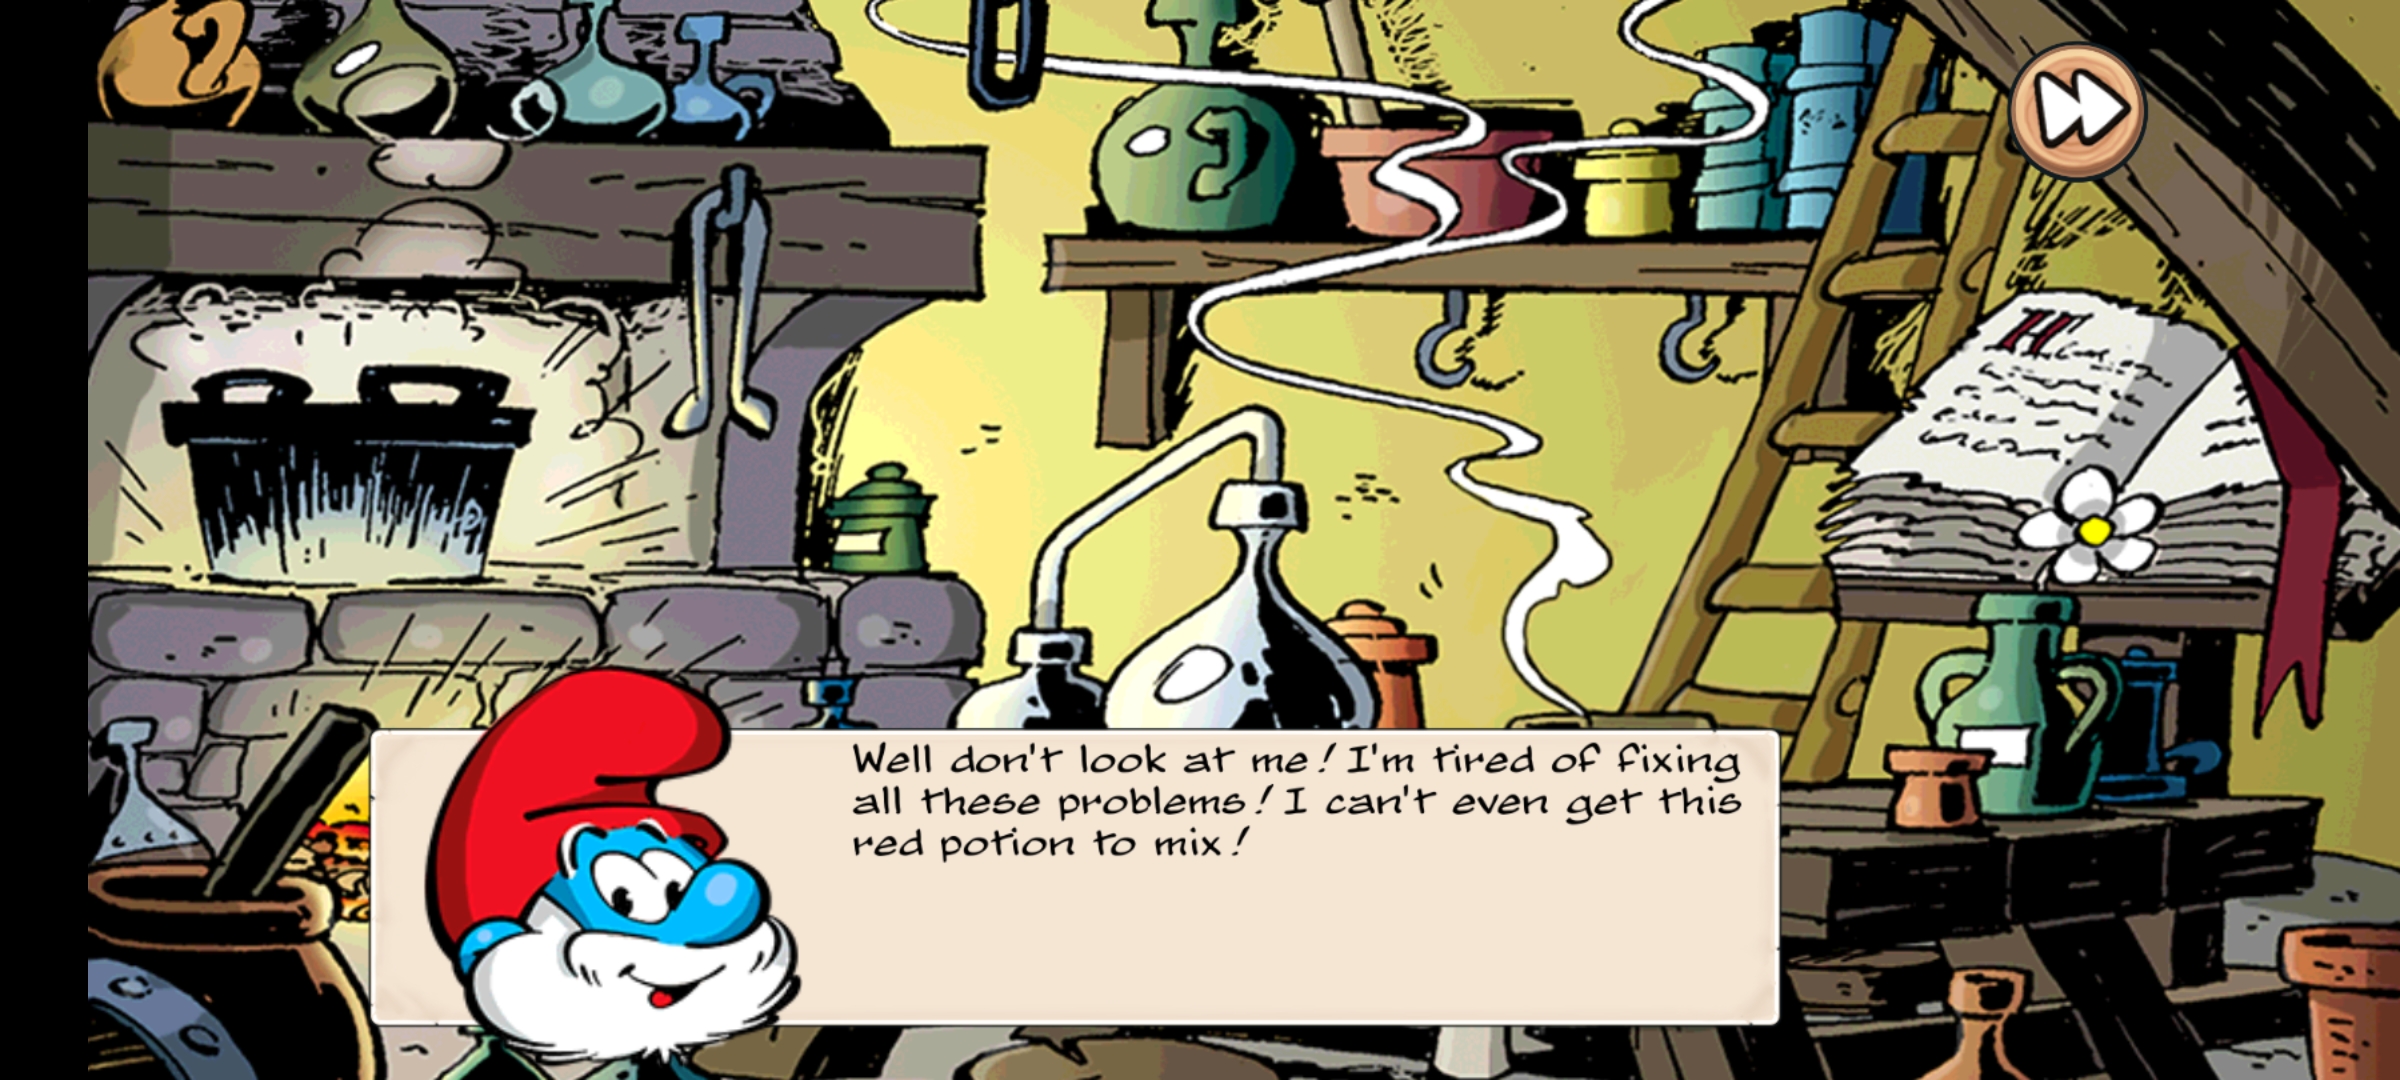 Well don't look at me! I'm tired of fixing
all these problems! I can't even get this
red potion to mix!